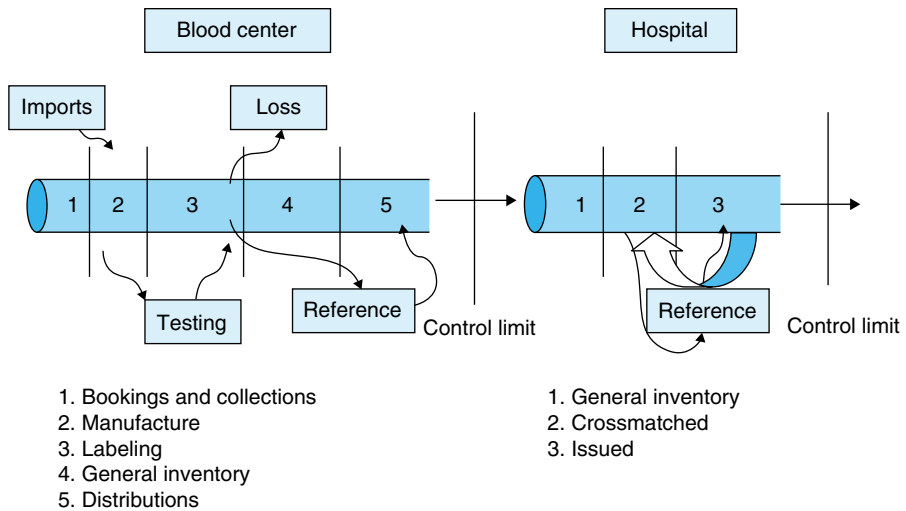 Blood center
Hospital
Imports
Loss
1 2 3 4 5
1 2 3
Testing
Reference
Control limit
Reference
Control limit
1. Bookings and collections
2. Manufacture
3. Labeling
4. General inventory
5. Distributions
1. General inventory
2. Crossmatched
3. Issued